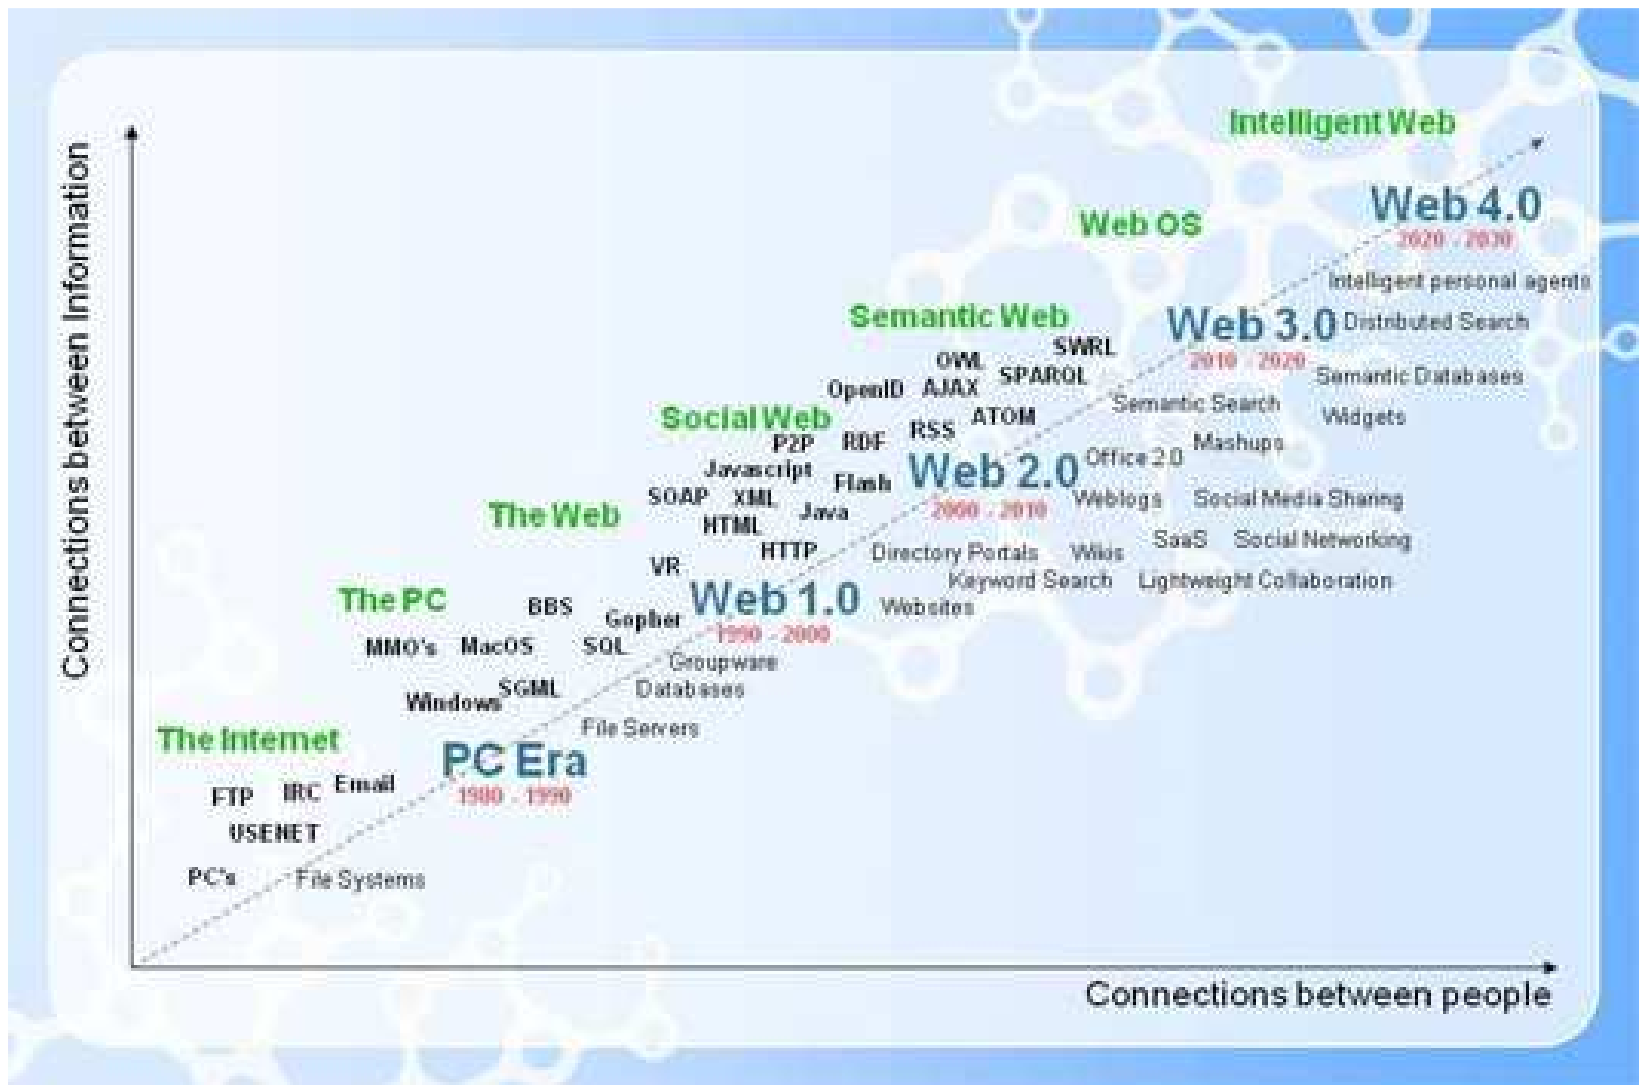 Intelligent Web
Web 4.0
2020 - 2030
Web OS
Intelligent personal agents
Semantic Web
Web 3.0
Distributed Search
2010 - 2020
SWRL
OWL
SPARQL
Semantic Databases
OpenID
AJAX
Semantic Search
Widgets
Social Web
ATOM
P2P
RDF
RSS
Mashups
Javascript
Flash
Web 2.0
Office 2.0
SOAP
XML
Java
2000 - 2010
Weblogs
Social Media Sharing
The Web
HTML
SaaS
Social Networking
HTTP
Directory Portals
Wikis
VR
Keyword Search
Lightweight Collaboration
The PC
BBS
Gopher
Web 1.0
Websites
1990 - 2000
MMO's
MacOS
SQL
Groupware
Windows
SGML
Databases
File Servers
The Internet
PC Era
1980 - 1990
FTP
IRC
Email
USENET
PC's
File Systems
Connections between Information
Connections between people